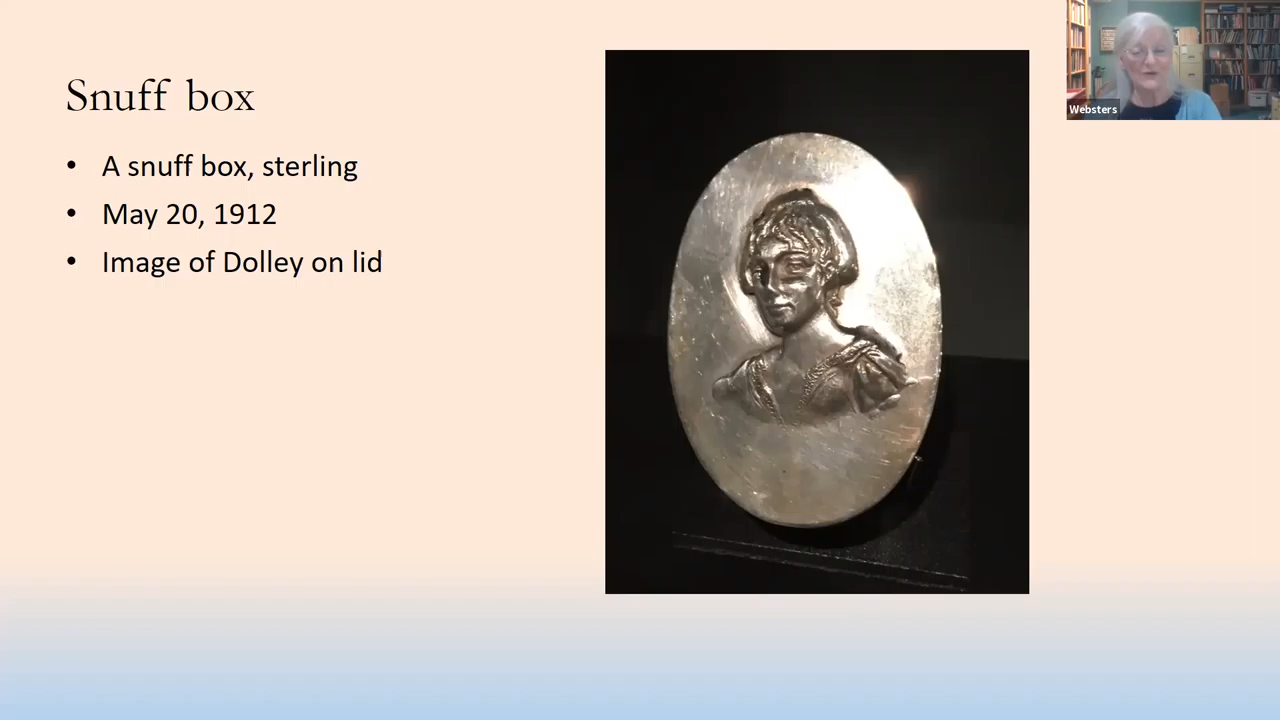 Snuff box
• A snuff box, sterling
• May 20, 1912
• Image of Dolley on lid
Websters